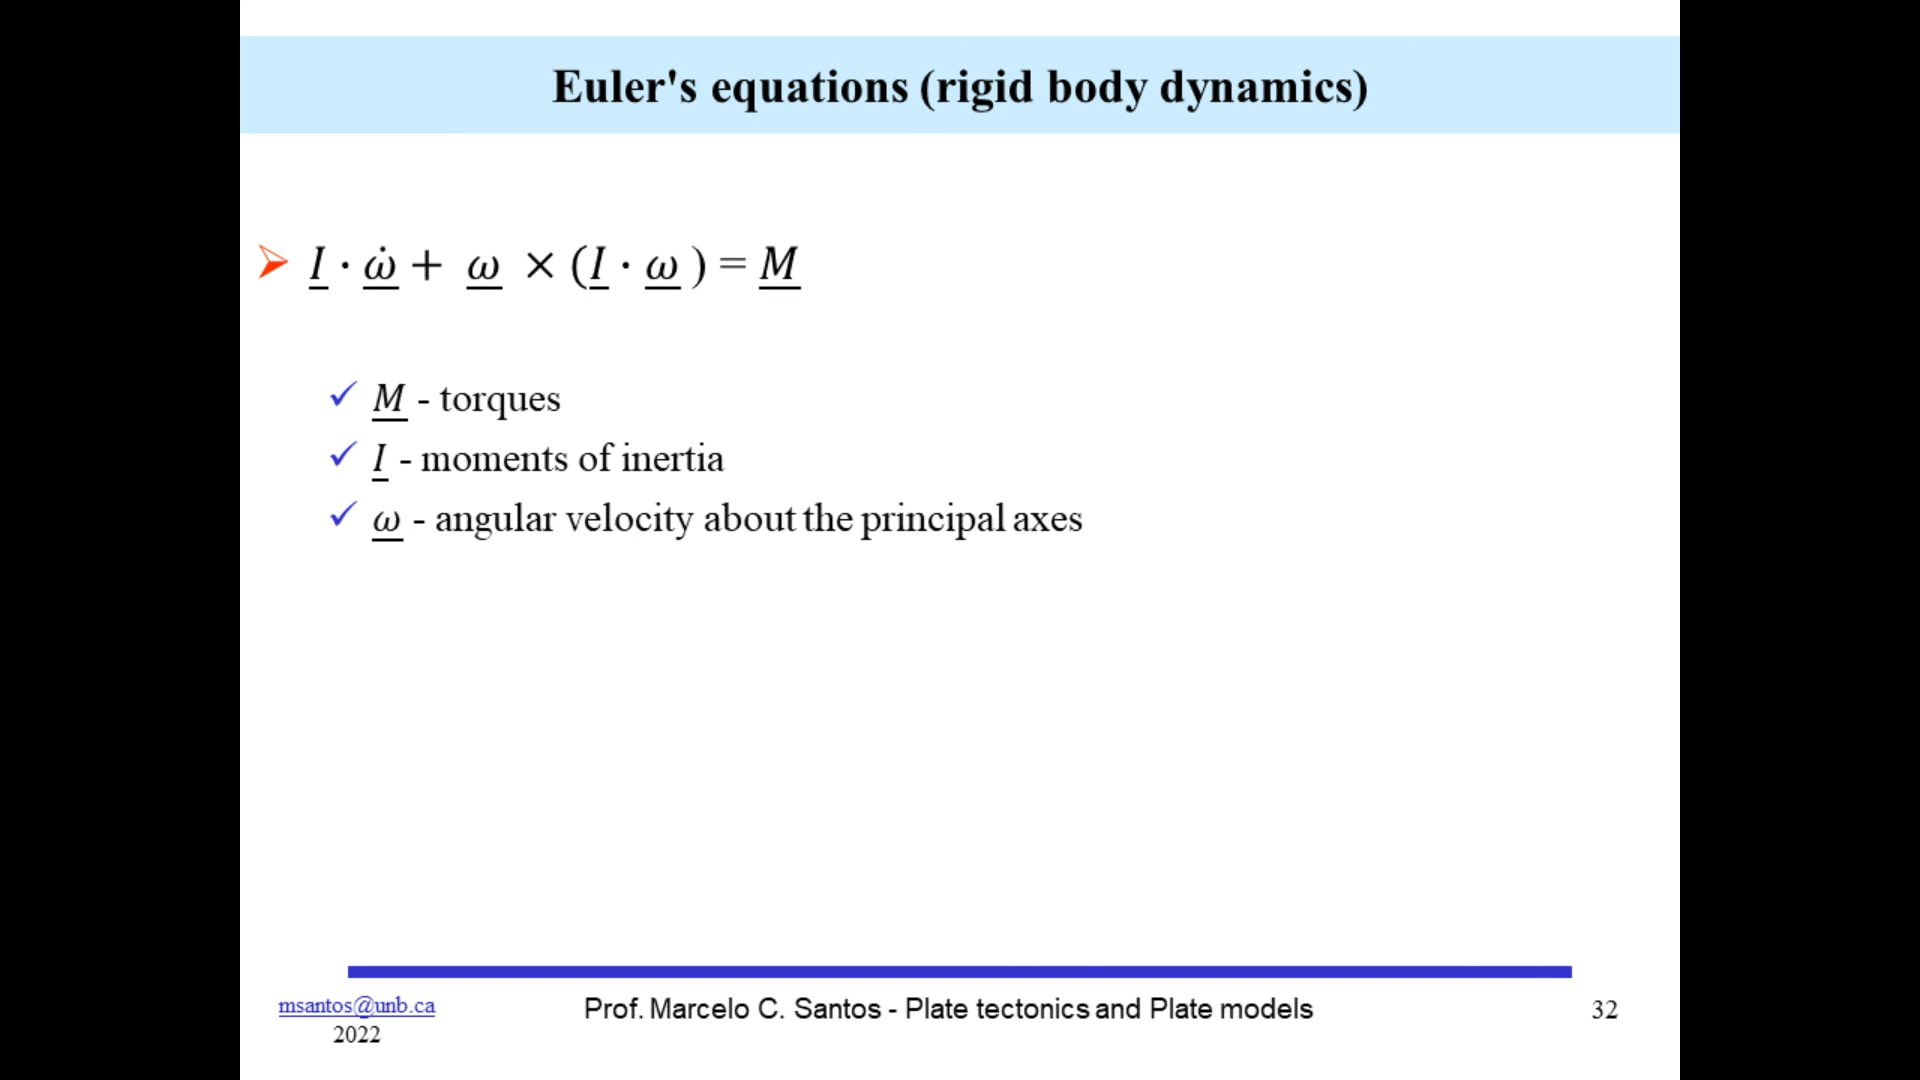 Euler's equations (rigid body dynamics)
I · ω̇ + ω × (I · ω ) = M
M - torques
I - moments of inertia
ω - angular velocity about the principal axes
msantos@unb.ca
2022
Prof. Marcelo C. Santos - Plate tectonics and Plate models
32